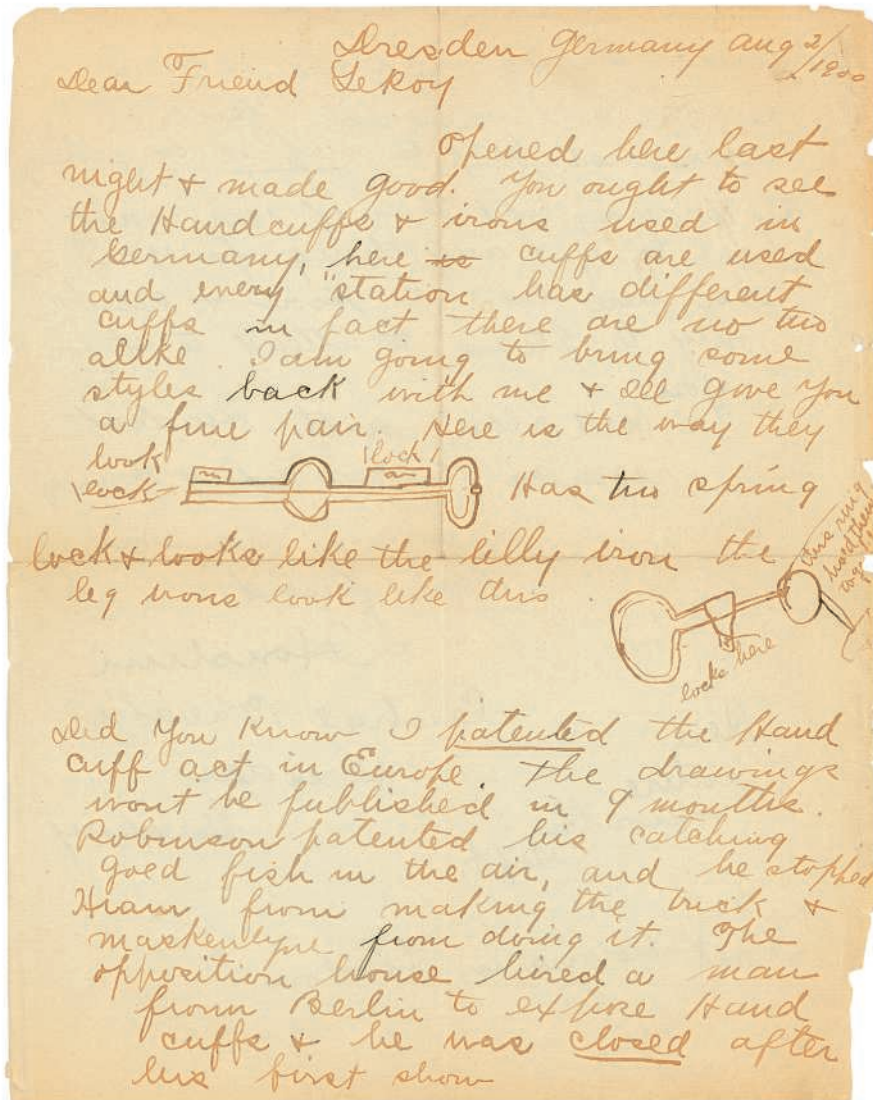 Dresden Germany Aug 2/1900
Dear Friend LeRoy
opened here last
night & made good. You ought to see
the Handcuffs & irons used in
Germany, here is cuffs are used
and every "station has different
cuffs in fact there are no two
alike. I am going to bring some
styles back with me & Ill give You
a fine pair. Here is the way they
look
lock
lock
Has two spring
lock & looks like the lilly iron the
leg irons look like this.
this ring
hold them
locks here
Did You Know I patented the Hand
cuff act in Europe. The drawings
wont be published in 9 months.
Robinson patented his catching
goed fish in the air, and he stopped
Hiam from making the trick &
maskenlyne from doing it. The
opposition house hired a man
from Berlin to expose Hand
cuffs & he was closed after
his first show